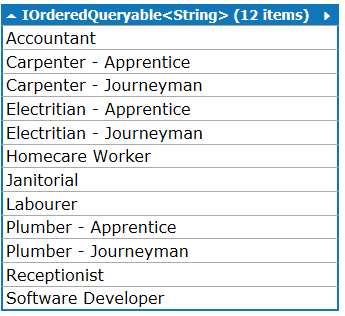 IOrderedQueryable<String> (12 items)
Accountant
Carpenter - Apprentice
Carpenter - Journeyman
Electritian - Apprentice
Electritian - Journeyman
Homecare Worker
Janitorial
Labourer
Plumber - Apprentice
Plumber - Journeyman
Receptionist
Software Developer